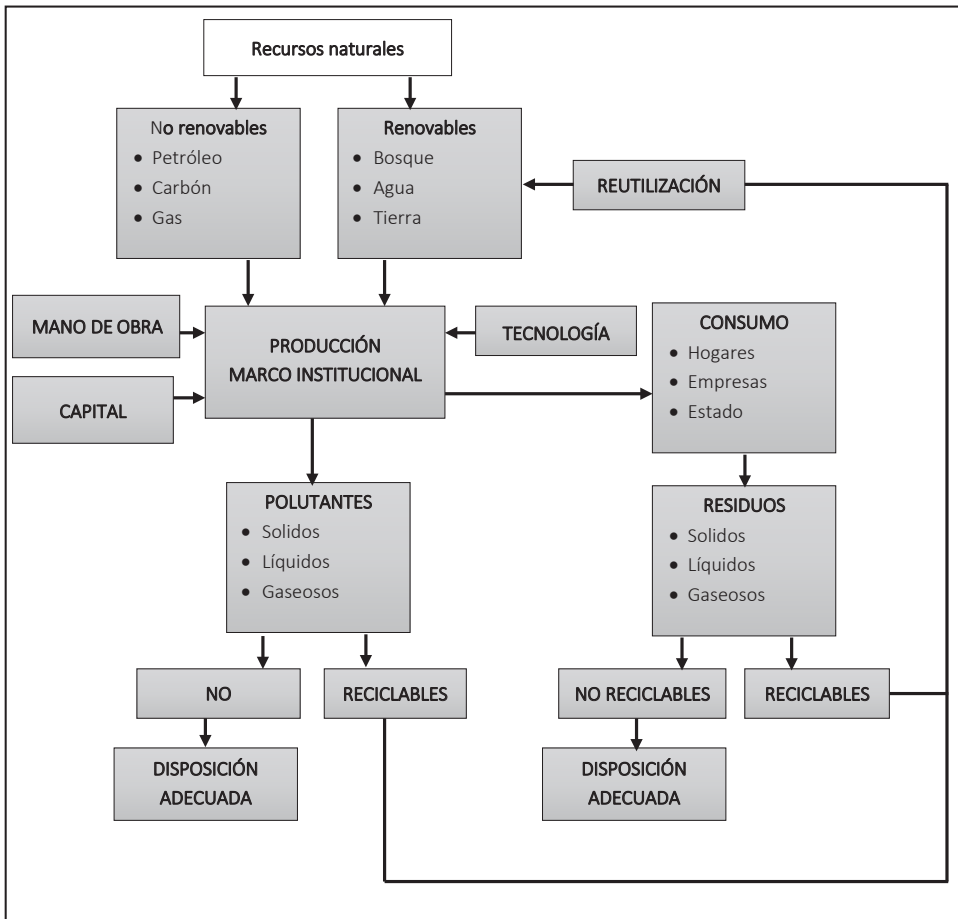 Recursos naturales
No renovables
• Petróleo
• Carbón
• Gas
Renovables
• Bosque
• Agua
• Tierra
REUTILIZACIÓN
MANO DE OBRA
CAPITAL
PRODUCCIÓN
MARCO INSTITUCIONAL
TECNOLOGÍA
CONSUMO
• Hogares
• Empresas
• Estado
POLUTANTES
• Solidos
• Líquidos
• Gaseosos
RESIDUOS
• Solidos
• Líquidos
• Gaseosos
NO
RECICLABLES
NO RECICLABLES
RECICLABLES
DISPOSICIÓN
ADECUADA
DISPOSICIÓN
ADECUADA